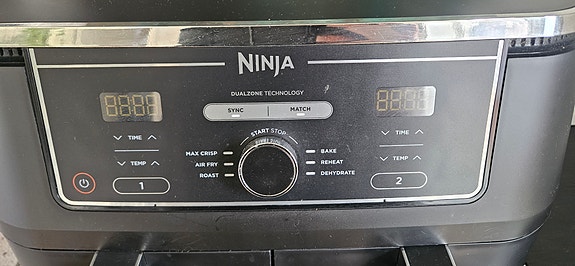 NINJA
DUALZONE TECHNOLOGY
SYNC MATCH
TIME
TEMP
1
START STOP
MAX CRISP
AIR FRY
ROAST
BAKE
REHEAT
DEHYDRATE
TIME
TEMP
2